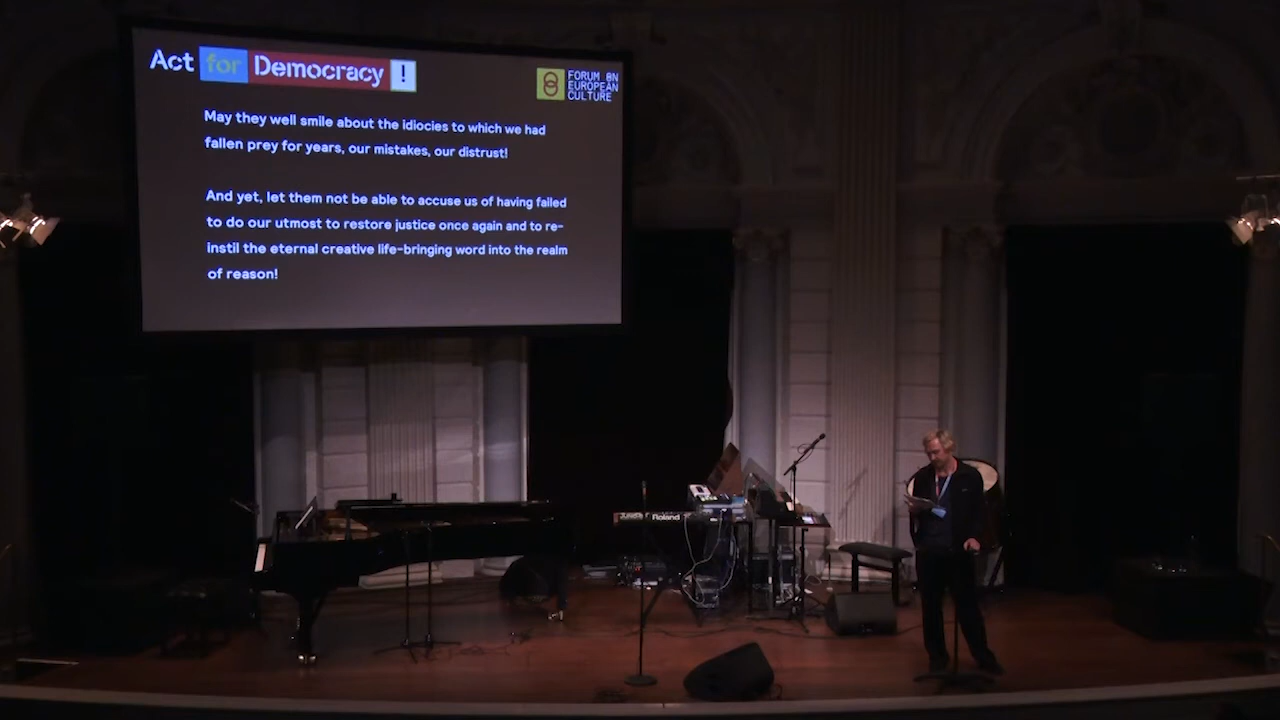 Act for Democracy!
FORUM ON
EUROPEAN
CULTURE
May they well smile about the idiocies to which we had
fallen prey for years, our mistakes, our distrust!
And yet, let them not be able to accuse us of having failed
to do our utmost to restore justice once again and to re-
instil the eternal creative life-bringing word into the realm
of reason!
Roland